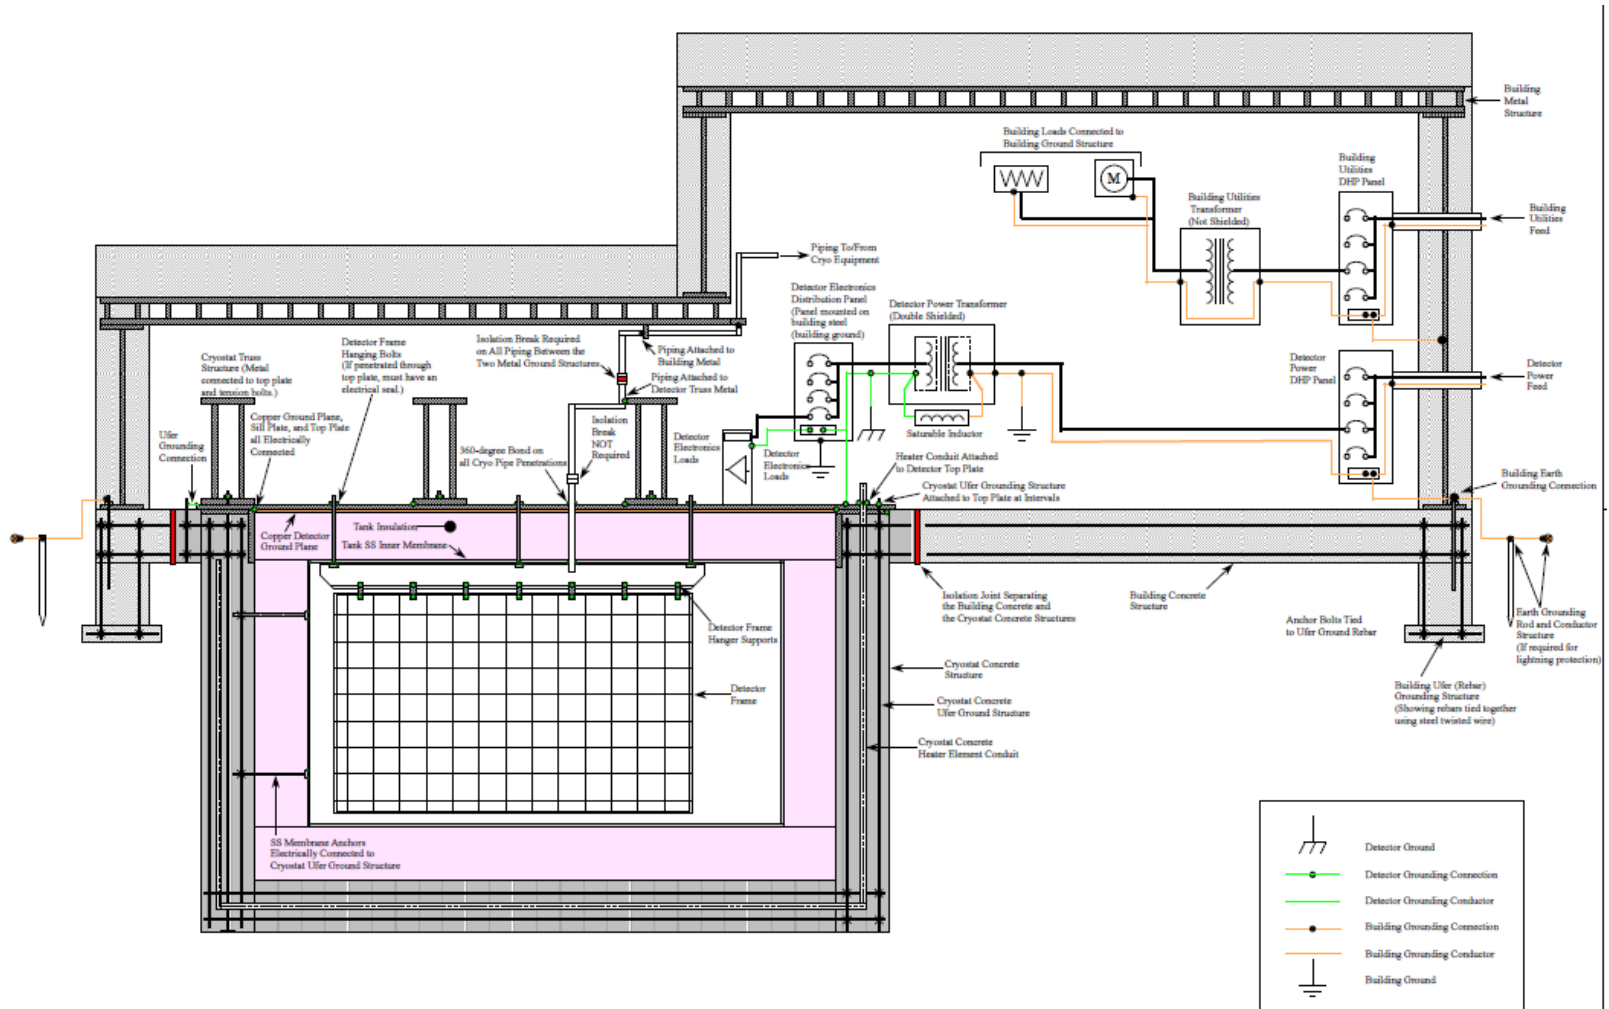 Building
Metal
Structure
Building Loads Connected to
Building Ground Structure
M
Building
Utilities
DHP Panel
Building Utilities
Transformer
(Not Shielded)
Building
Utilities
Feed
Piping To/From
Cryo Equipment
Detector Electronics
Distribution Panel
(Panel mounted on
building steel
(building ground)
Detector Power Transformer
(Double Shielded)
Isolation Break Required
on All Piping Between the
Two Metal Ground Structures
Piping Attached to
Building Metal
Piping Attached to
Detector Truss Metal
Detector Frame
Hanging Bolts
(If penetrated through
top plate, must have an
electrical seal.)
Cryostat Truss
Structure (Metal
connected to top plate
and tension bolts.)
Copper Ground Plane,
Sill Plate, and Top Plate
all Electrically
Connected
Ufer
Grounding
Connection
360-degree Bond on
all Cryo Pipe Penetrations
Isolation
Break
NOT
Required
Detector
Electronics
Loads
Detector
Electronics
Loads
Saturable Inductor
Detector
Power
DHP Panel
Detector
Power
Feed
Heater Conduit Attached
to Detector Top Plate
Cryostat Ufer Grounding Structure
Attached to Top Plate at Intervals
Building Earth
Grounding Connection
Tank Insulation
Copper Detector
Ground Plane
Tank SS Inner Membrane
Isolation Joint Separating
the Building Concrete and
the Cryostat Concrete Structures
Building Concrete
Structure
Anchor Bolts Tied
to Ufer Ground Rebar
Earth Grounding
Rod and Conductor
Structure
(If required for
lightning protection)
Detector Frame
Hanger Supports
Detector
Frame
Cryostat Concrete
Structure
Cryostat Concrete
Ufer Ground Structure
Cryostat Concrete
Heater Element Conduit
Building Ufer (Rebar)
Grounding Structure
(Showing rebars tied together
using steel twisted wire)
SS Membrane Anchors
Electrically Connected to
Cryostat Ufer Ground Structure
Detector Ground
Detector Grounding Connection
Detector Grounding Conductor
Building Grounding Connection
Building Grounding Conductor
Building Ground